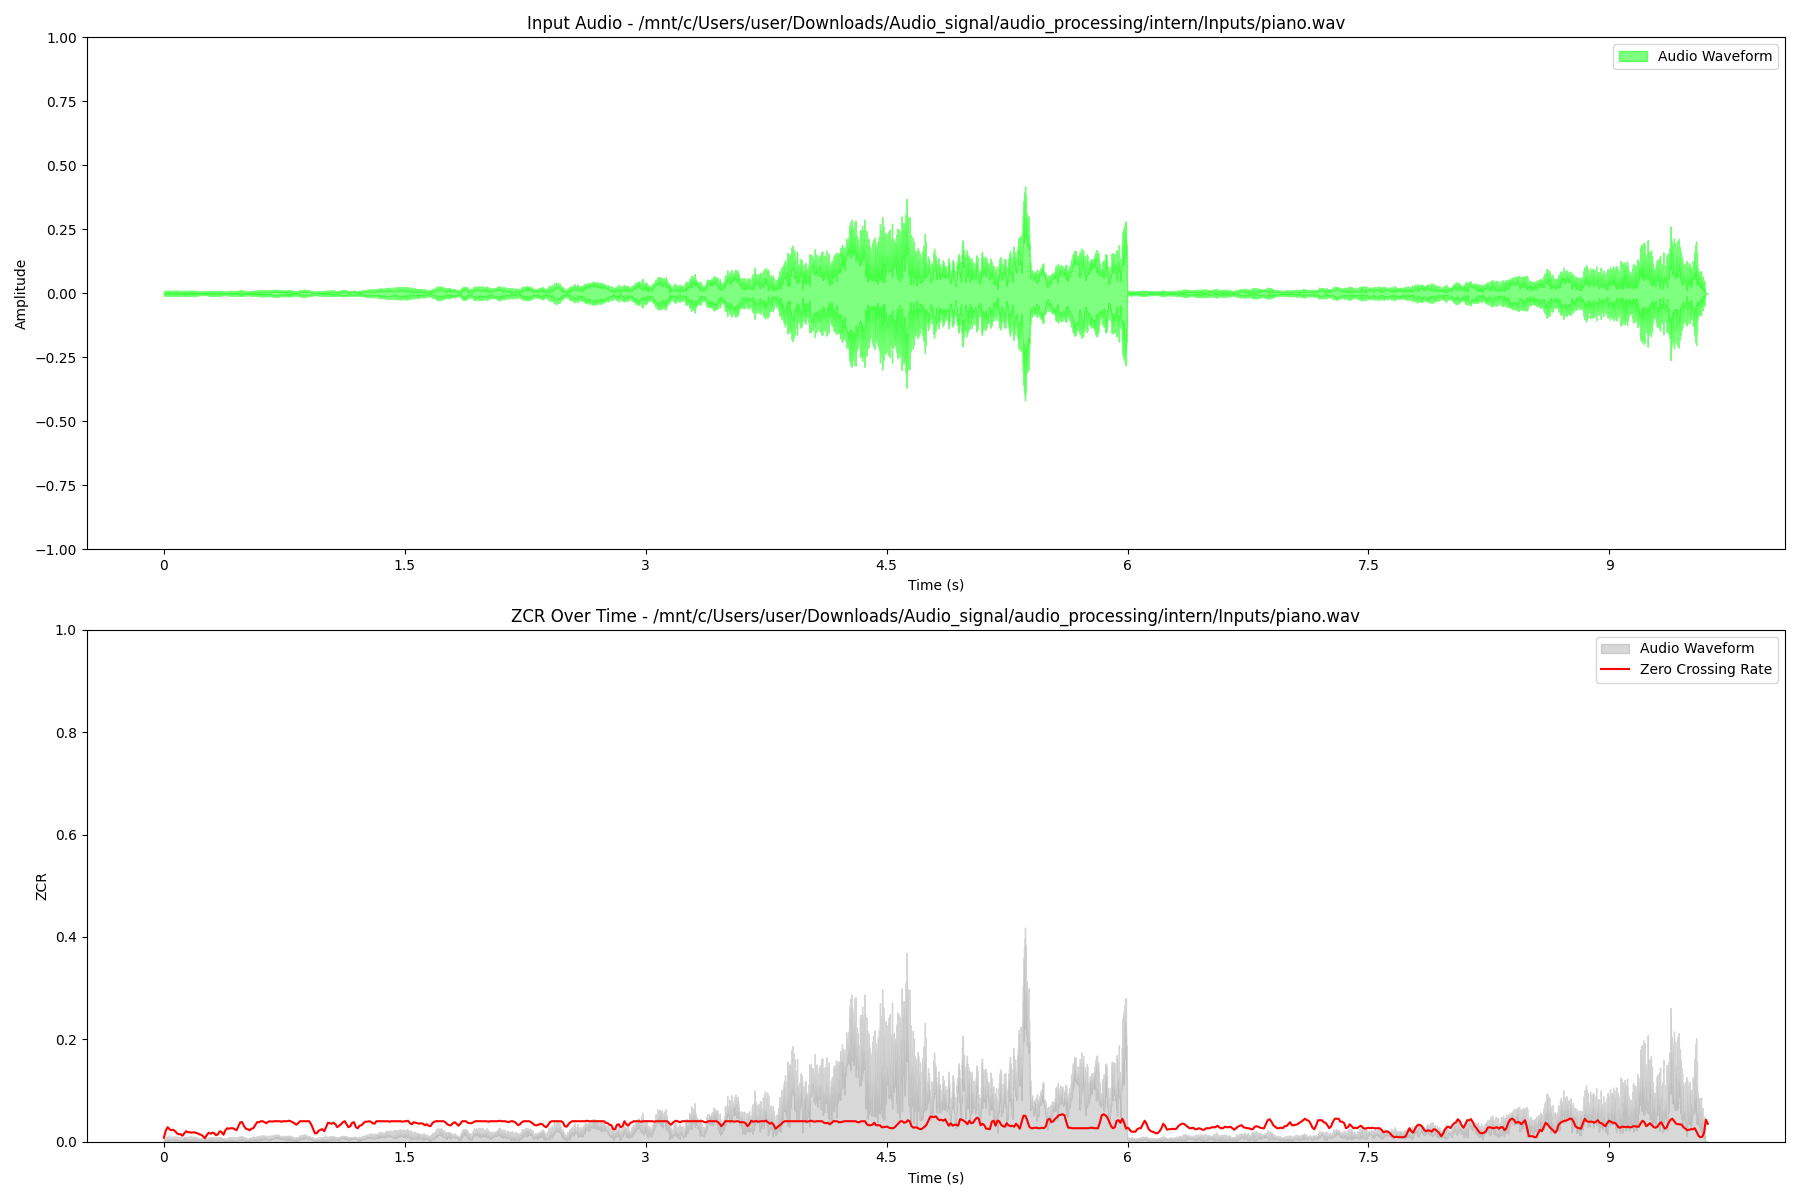 Input Audio - /mnt/c/Users/user/Downloads/Audio_signal/audio_processing/intern/Inputs/piano.wav
1.00
0.75
0.50
0.25
0.00
−0.25
−0.50
−0.75
−1.00
Amplitude
Audio Waveform
0 1.5 3 4.5 6 7.5 9
Time (s)
ZCR Over Time - /mnt/c/Users/user/Downloads/Audio_signal/audio_processing/intern/Inputs/piano.wav
1.0
0.8
0.6
0.4
0.2
0.0
ZCR
Audio Waveform
Zero Crossing Rate
0 1.5 3 4.5 6 7.5 9
Time (s)